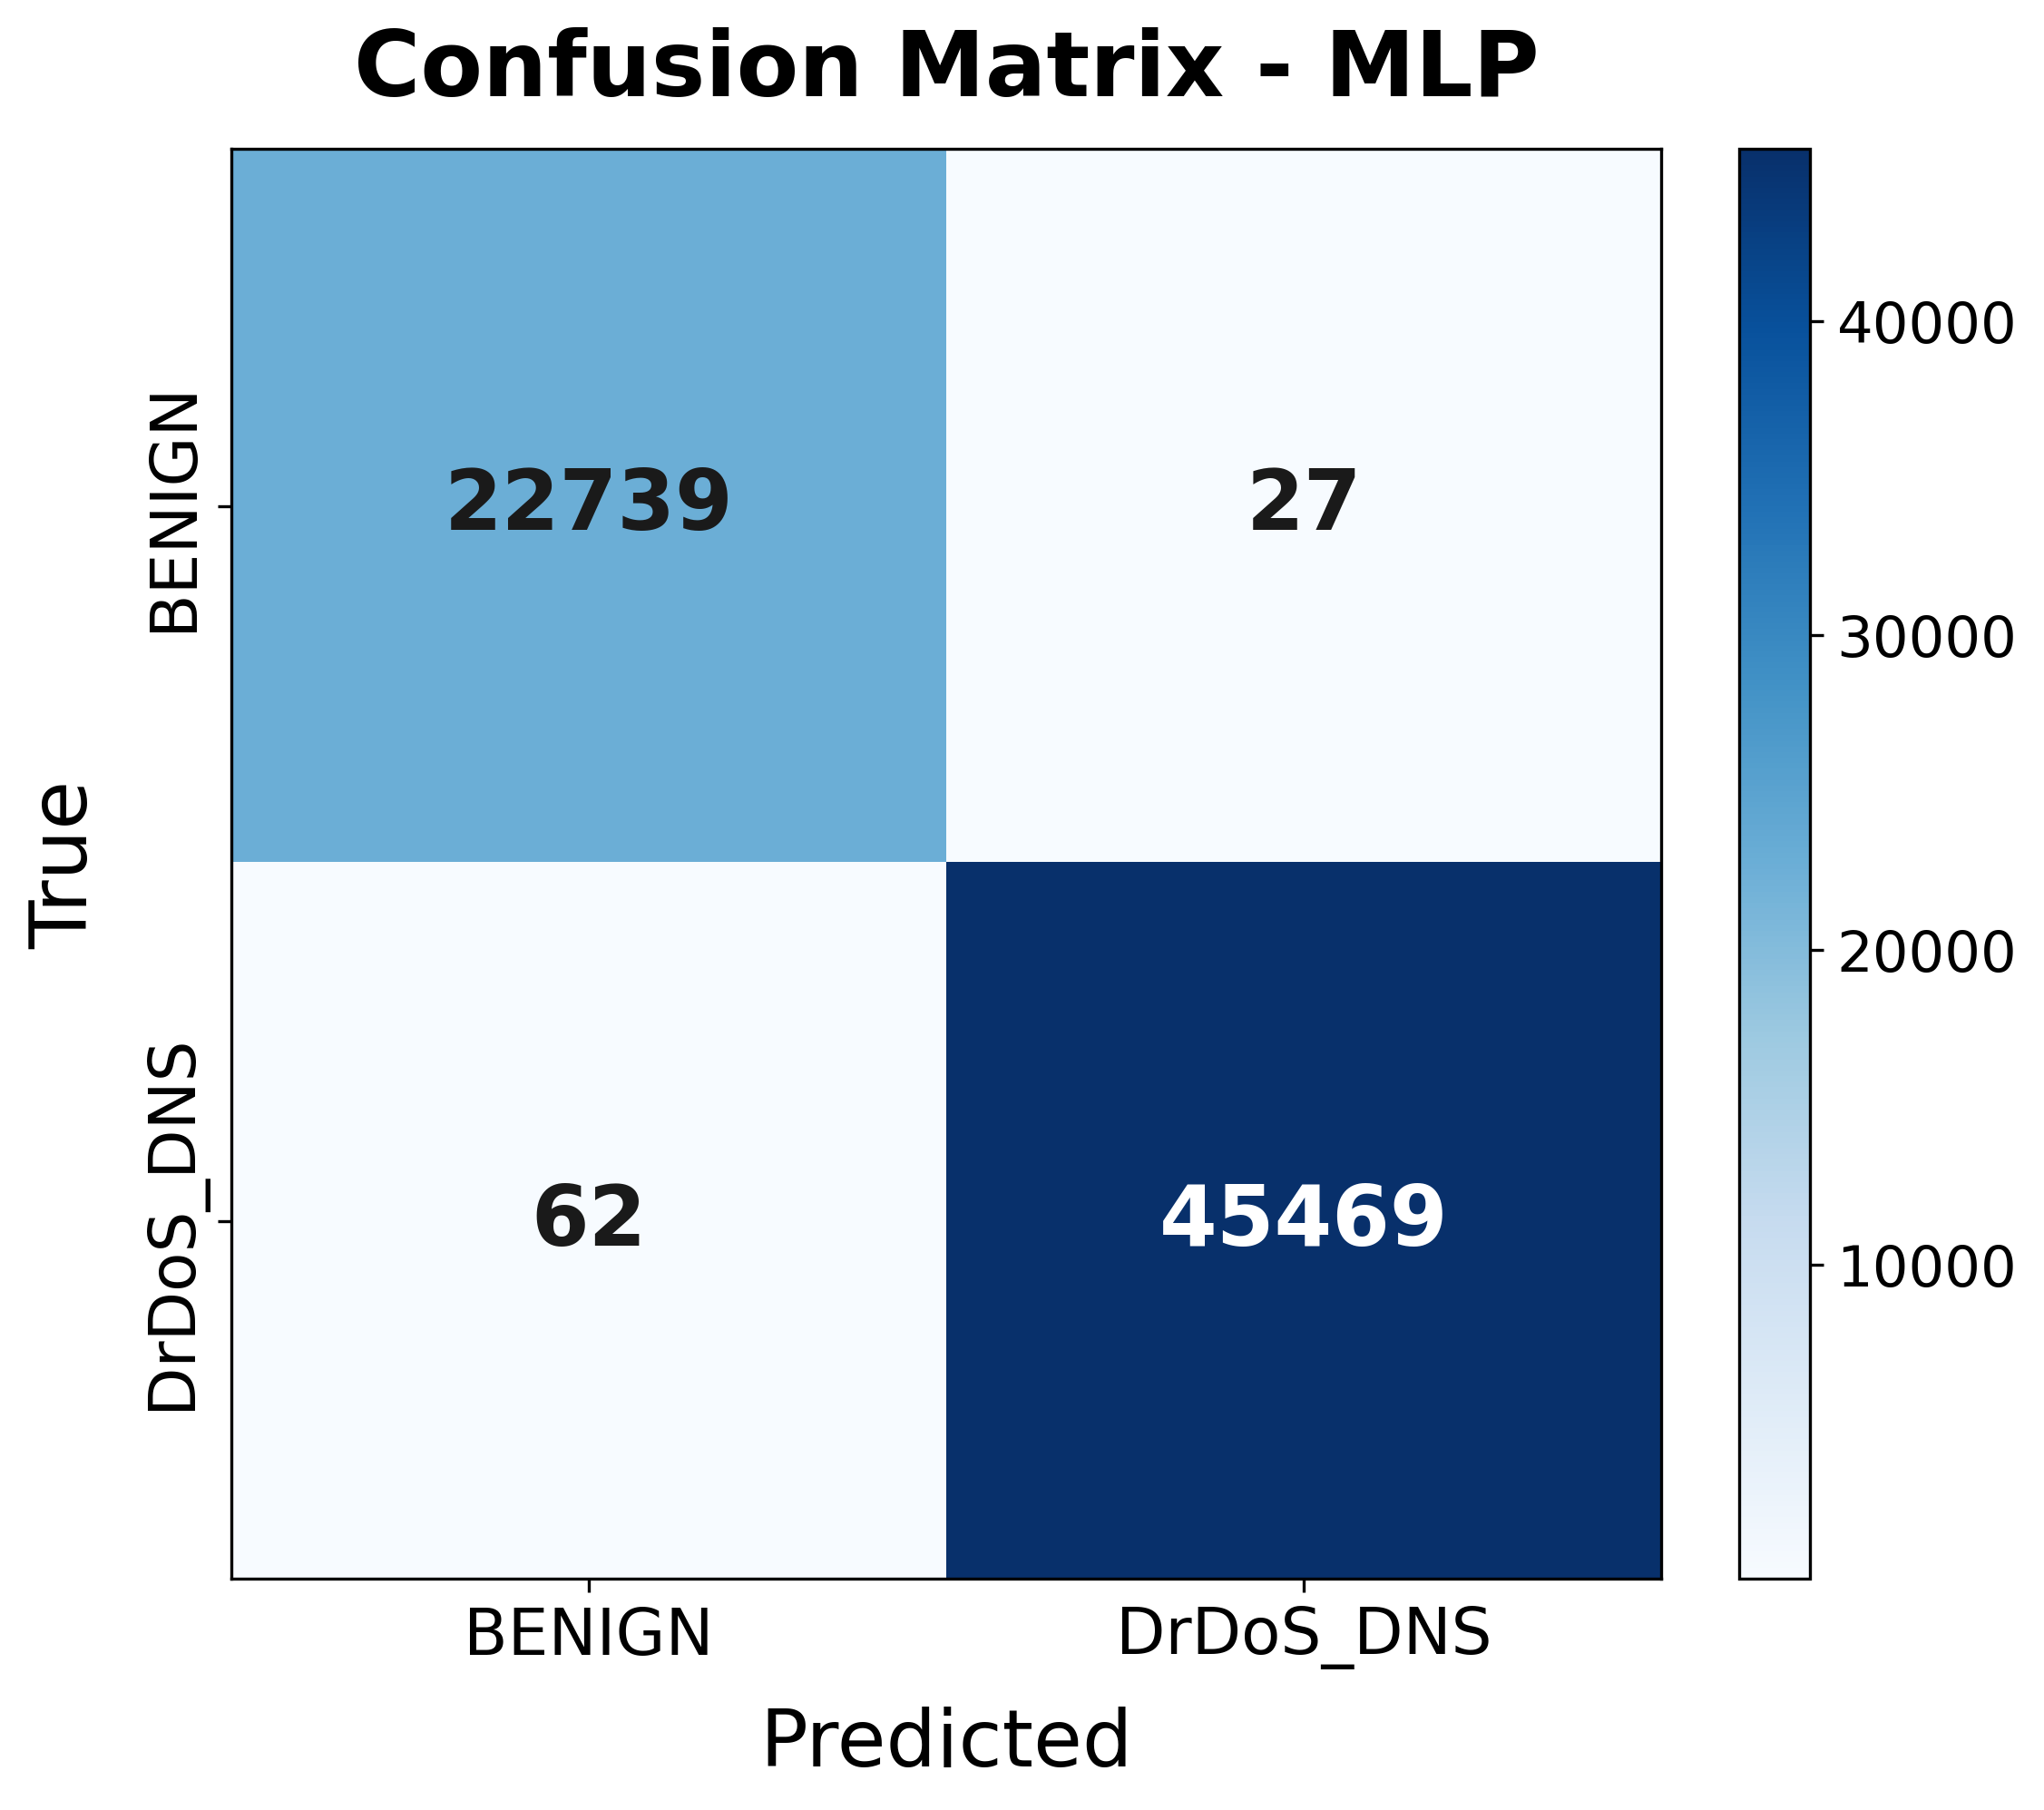 Confusion Matrix - MLP
True
BENIGN
DrDoS_DNS
22739
27
62
45469
BENIGN
DrDoS_DNS
Predicted
40000
30000
20000
10000